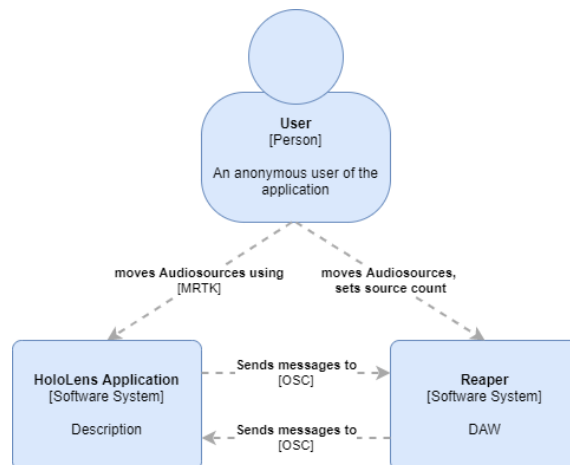 User
[Person]
An anonymous user of the
application
moves Audiosources using
[MRTK]
moves Audiosources,
sets source count
HoloLens Application
[Software System]
Description
Sends messages to
[OSC]
Sends messages to
[OSC]
Reaper
[Software System]
DAW